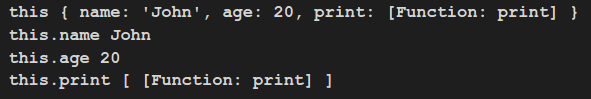 this { name: 'John', age: 20, print: [Function: print] }
this.name John
this.age 20
this.print [ [Function: print] ]